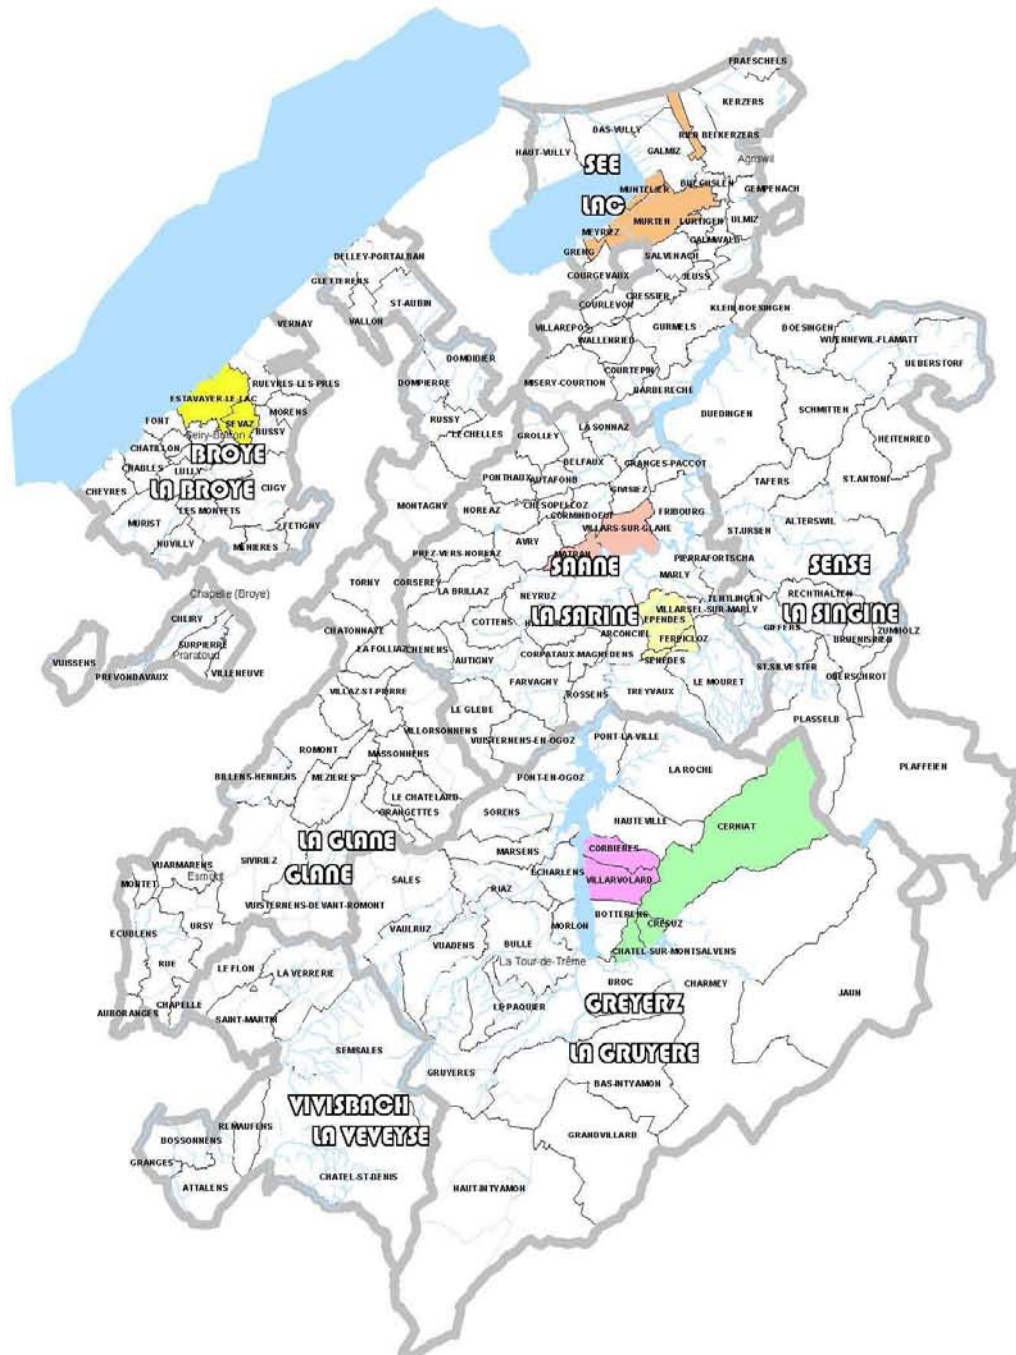 FRAESCHELS
KERZERS
BAS-VULLY
RIED BEI KERZERS
HAUT-VULLY
GALMIZ
Agriswil
SEE
LAC
MUNTELIER
BUECHSLEN
GEMPENACH
MURTEN
LURTIGEN
ULMIZ
MEYRIEZ
GALMWALD
GRENG
SALVENACH
DELLEY-PORTALBAN
COURGEVAUX
JEUSS
GLETTERENS
ST-AUBIN
CRESSIER
COURLEVON
KLEIN-BOESINGEN
VALLON
VERNAY
VILLAREPOS
GURMELS
BOESINGEN
WALLENRIED
WUENNEWIL-FLAMATT
DOMDIDIER
UEBERSTORF
COURTEPIN
RUEYRES-LES-PRES
DOMPIERRE
MISERY-COURTION
BARBERECHE
ESTAVAYER-LE-LAC
MORENS
DUEDINGEN
SCHMITTEN
FONT
SEVAZ
RUSSY
LA SONNAZ
BUSSY
LECHELLES
GROLLEY
HEITENRIED
CHATILLON
BROYE
BELFAUX
GRANGES-PACCOT
CHABLES
LULLY
PONTHAUX
AUTAFOND
GIVISIEZ
TAFERS
ST.ANTONI
CHEYRES
LA BROYE
CUGY
MONTAGNY
NOREAZ
CHESOPELLOZ
CORMINBOEUF
FRIBOURG
LES MONTETS
MURIST
FETIGNY
VILLARS-SUR-GLANE
ALTERSWIL
ST.URSEN
NUVILLY
MENIERES
PREZ-VERS-NOREAZ
AVRY
MATRAN
PIERRAFORTSCHA
SAANE
SENSE
MARLY
Chapelle (Broye)
TORNY
CORSEREY
LA BRILLAZ
NEYRUZ
TENTLINGEN
RECHTHALTEN
VILLARSEL-SUR-MARLY
CHEIRY
LA SARINE
EPENDES
LA SINGINE
COTTENS
GIFFERS
ZUMHOLZ
CHATONNAYE
ARCONCIEL
FERPICLOZ
BRUENISRIED
SURPIERRE
Praratoud
LA FOLLIAZ
CHENENS
AUTIGNY
CORPATAUX-MAGNEDENS
SENEDES
ST.SILVESTER
VUISSENS
PREVONDAVAUX
VILLENEUVE
FARVAGNY
LE MOURET
OBERSCHROT
VILLAZ-ST-PIERRE
ROSSENS
TREYVAUX
LE GLEBE
PLASSELB
VILLORSONNENS
VUISTERNENS-EN-OGOZ
PONT-LA-VILLE
ROMONT
MASSONNENS
PLAFFEIEN
LA ROCHE
BILLENS-HENNENS
MEZIERES
PONT-EN-OGOZ
LE CHATELARD
GRANGETTES
SORENS
HAUTEVILLE
CERNIAT
LA GLANE
CORBIERES
MARSENS
VUARMARENS
SIVIRIEZ
GLANE
ECHARLENS
Esmont
SALES
VILLARVOLARD
MONTET
RIAZ
VUISTERNENS-DEVANT-ROMONT
BOTTERENS
CRESUZ
URSY
VAULRUZ
MORLON
ECUBLENS
VUADENS
BULLE
CHATEL-SUR-MONTSALVENS
RUE
LE FLON
LA VERRERIE
La Tour-de-Trême
BROC
CHARMEY
JAUN
CHAPELLE
LE PAQUIER
GREYERZ
AUBORANGES
SAINT-MARTIN
SEMSALES
LA GRUYERE
GRUYERES
BAS-INTYAMON
VIVISBACH
REMAUFENS
LA VEVEYSE
GRANDVILLARD
BOSSONNENS
GRANGES
CHATEL-ST-DENIS
ATTALENS
HAUT-INTYAMON